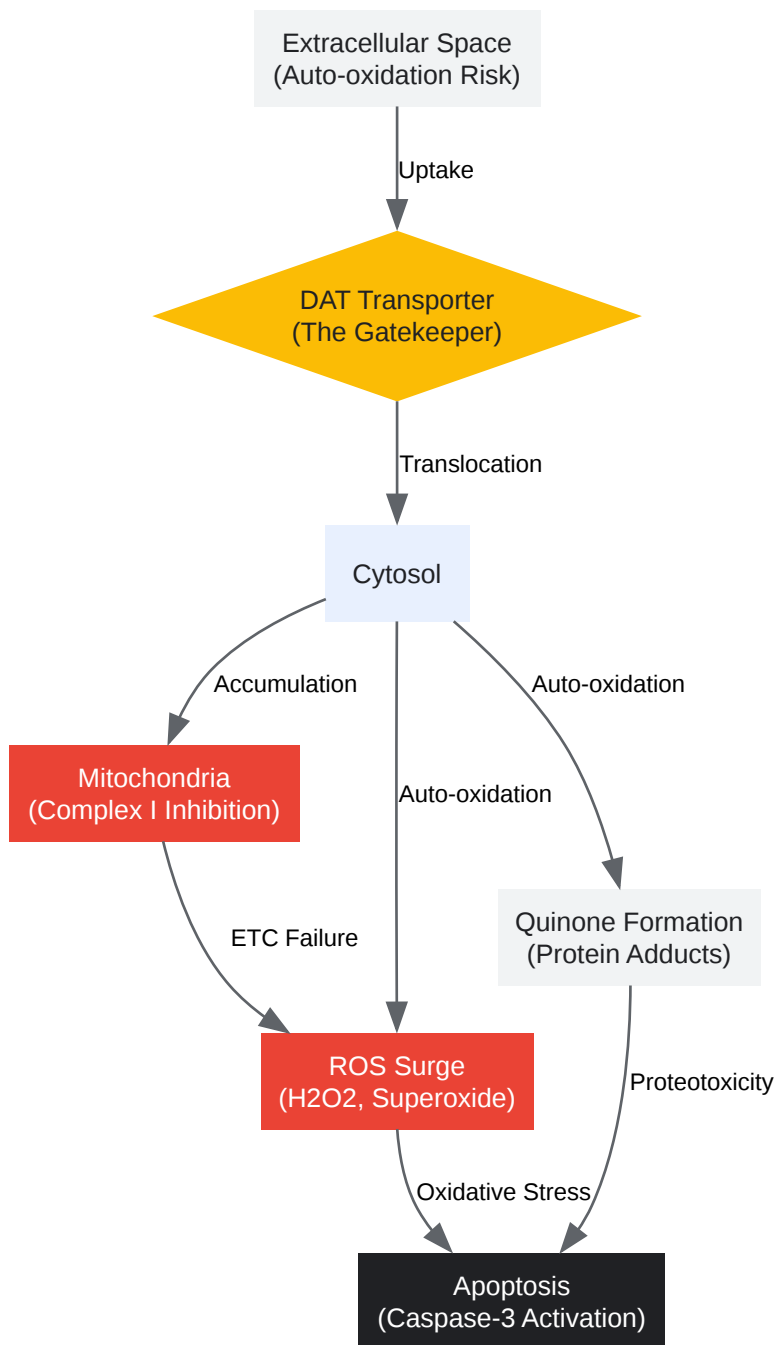 Extracellular Space
(Auto-oxidation Risk)
Uptake
DAT Transporter
(The Gatekeeper)
Translocation
Cytosol
Accumulation
Auto-oxidation
Mitochondria
(Complex I Inhibition)
Auto-oxidation
Quinone Formation
(Protein Adducts)
ETC Failure
ROS Surge
(H2O2, Superoxide)
Proteotoxicity
Oxidative Stress
Apoptosis
(Caspase-3 Activation)